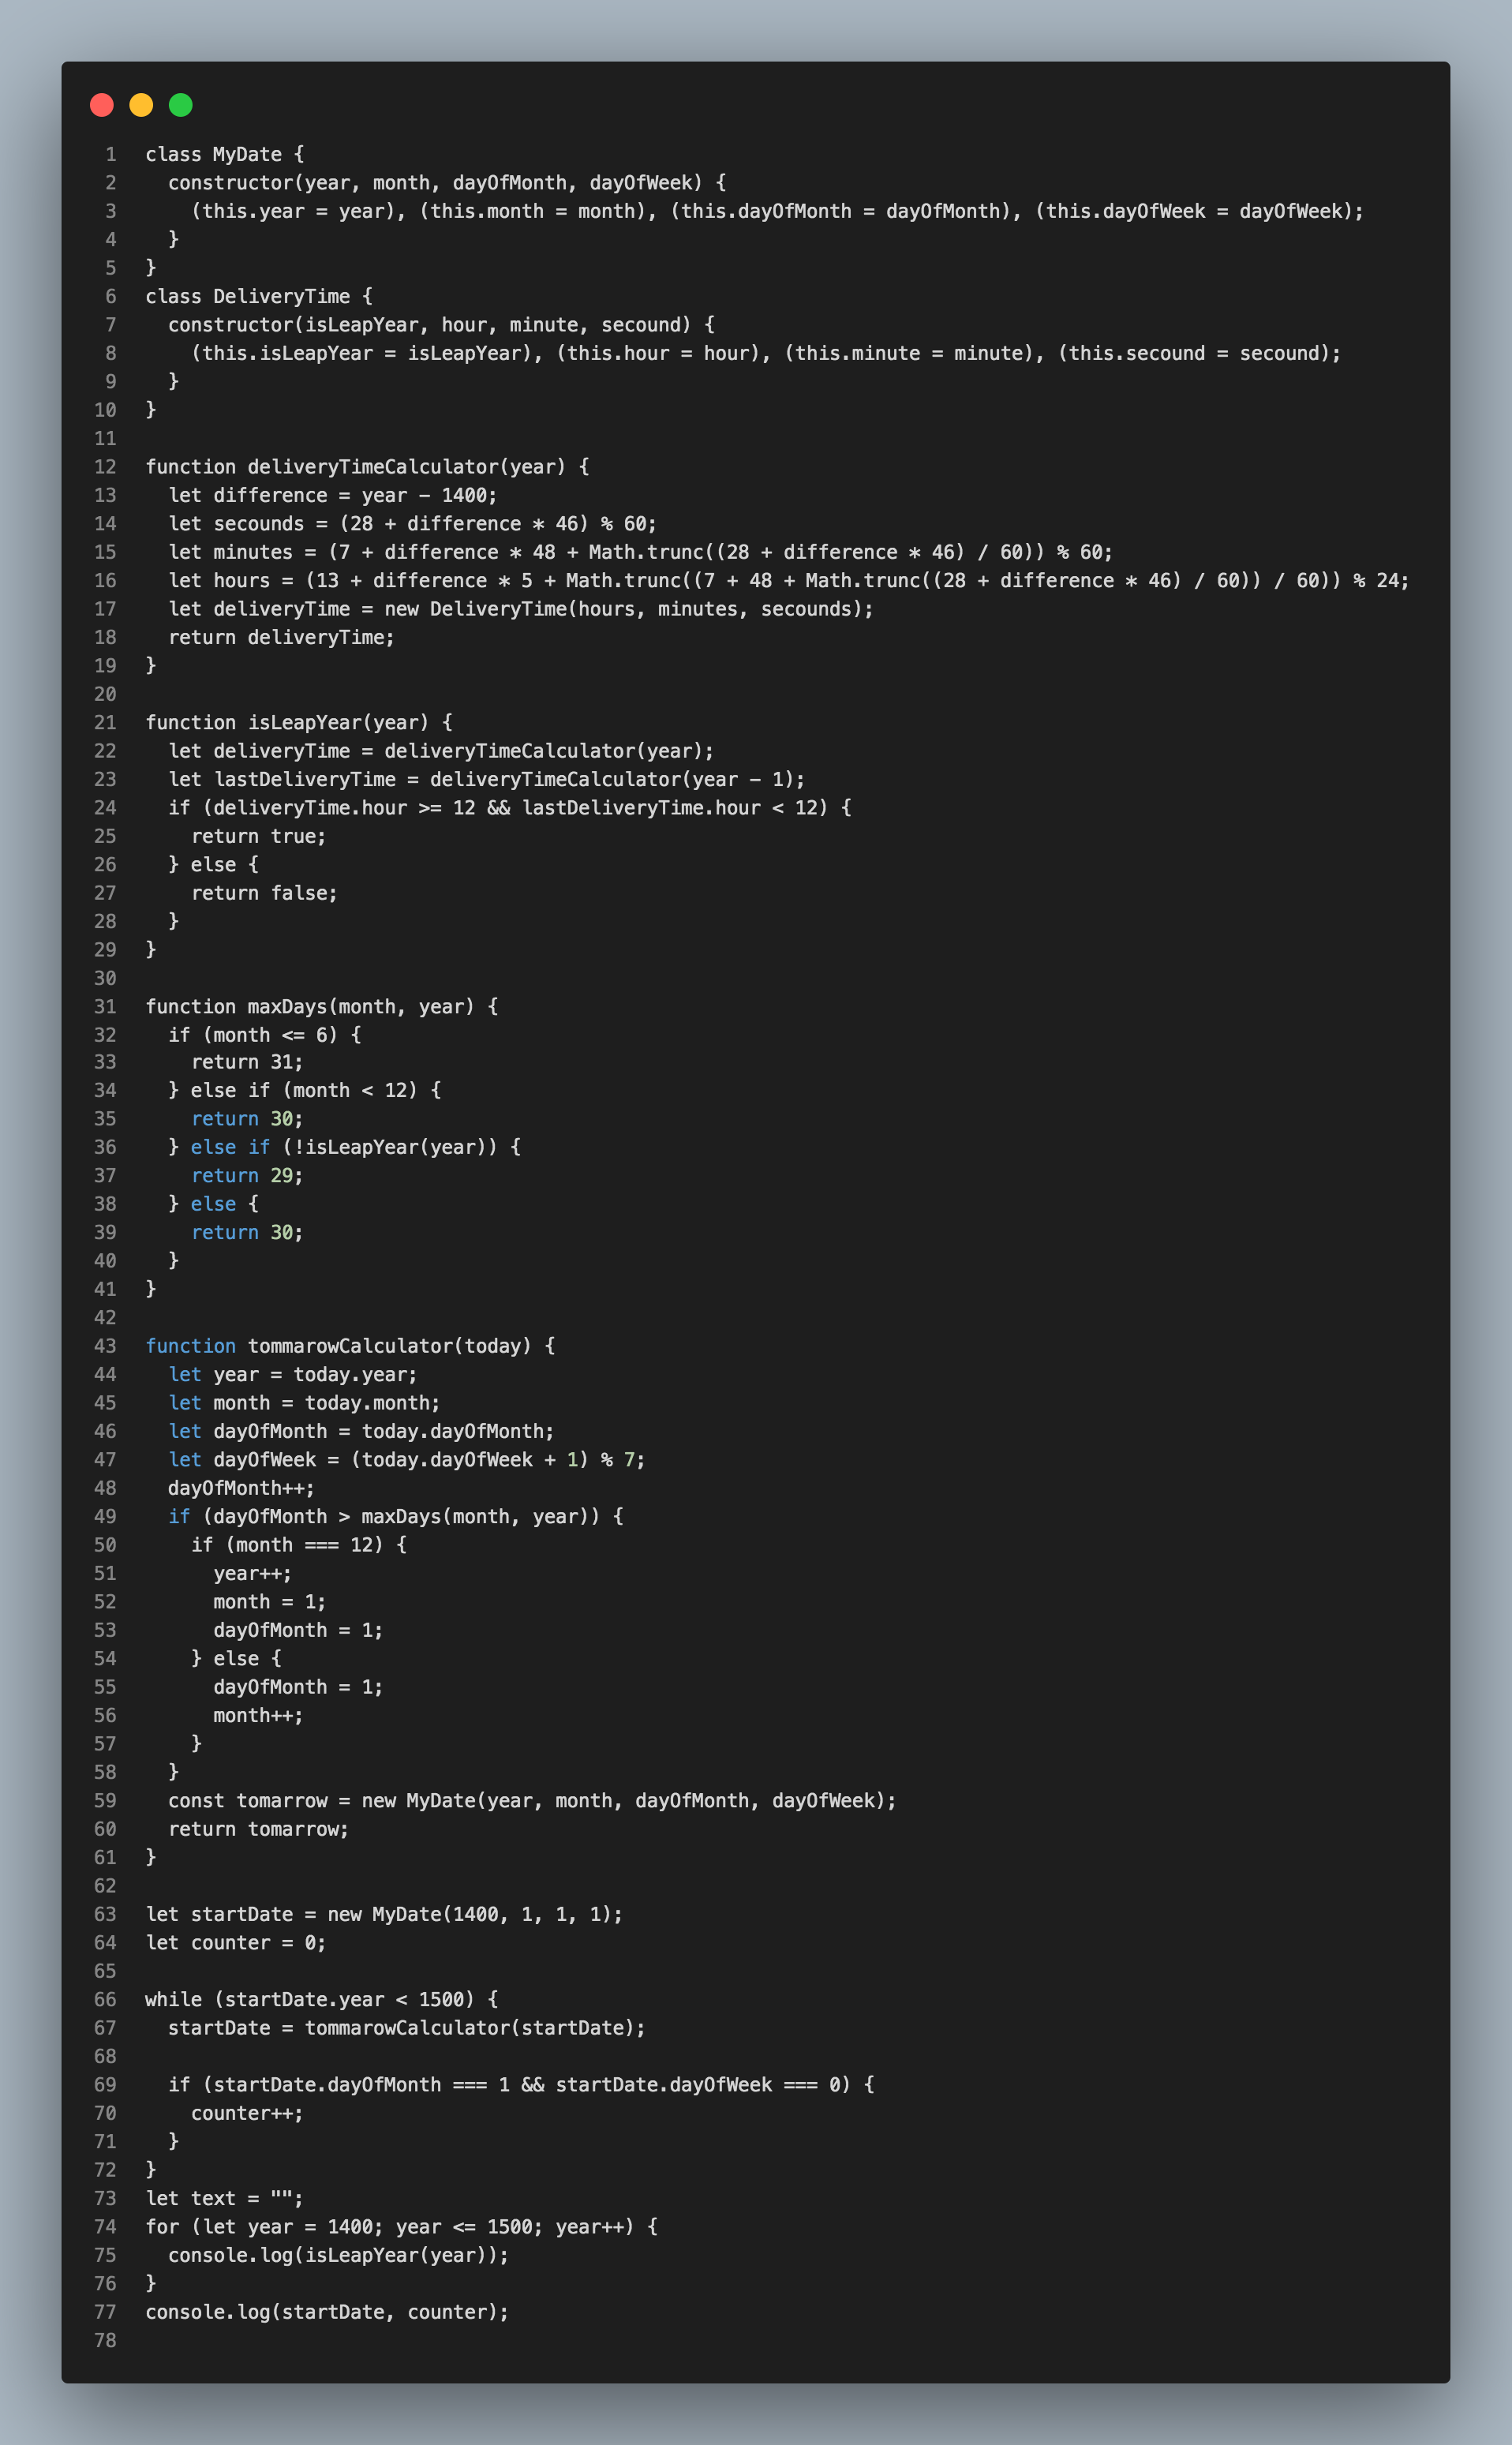 1 class MyDate {
2   constructor(year, month, dayOfMonth, dayOfWeek) {
3     (this.year = year), (this.month = month), (this.dayOfMonth = dayOfMonth), (this.dayOfWeek = dayOfWeek);
4   }
5 }
6 class DeliveryTime {
7   constructor(isLeapYear, hour, minute, secound) {
8     (this.isLeapYear = isLeapYear), (this.hour = hour), (this.minute = minute), (this.secound = secound);
9   }
10 }
11
12 function deliveryTimeCalculator(year) {
13   let difference = year - 1400;
14   let secounds = (28 + difference * 46) % 60;
15   let minutes = (7 + difference * 48 + Math.trunc((28 + difference * 46) / 60)) % 60;
16   let hours = (13 + difference * 5 + Math.trunc((7 + 48 + Math.trunc((28 + difference * 46) / 60)) / 60)) % 24;
17   let deliveryTime = new DeliveryTime(hours, minutes, secounds);
18   return deliveryTime;
19 }
20
21 function isLeapYear(year) {
22   let deliveryTime = deliveryTimeCalculator(year);
23   let lastDeliveryTime = deliveryTimeCalculator(year - 1);
24   if (deliveryTime.hour >= 12 && lastDeliveryTime.hour < 12) {
25     return true;
26   } else {
27     return false;
28   }
29 }
30
31 function maxDays(month, year) {
32   if (month <= 6) {
33     return 31;
34   } else if (month < 12) {
35     return 30;
36   } else if (!isLeapYear(year)) {
37     return 29;
38   } else {
39     return 30;
40   }
41 }
42
43 function tommarowCalculator(today) {
44   let year = today.year;
45   let month = today.month;
46   let dayOfMonth = today.dayOfMonth;
47   let dayOfWeek = (today.dayOfWeek + 1) % 7;
48   dayOfMonth++;
49   if (dayOfMonth > maxDays(month, year)) {
50     if (month === 12) {
51       year++;
52       month = 1;
53       dayOfMonth = 1;
54     } else {
55       dayOfMonth = 1;
56       month++;
57     }
58   }
59   const tomarrow = new MyDate(year, month, dayOfMonth, dayOfWeek);
60   return tomarrow;
61 }
62
63 let startDate = new MyDate(1400, 1, 1, 1);
64 let counter = 0;
65
66 while (startDate.year < 1500) {
67   startDate = tommarowCalculator(startDate);
68
69   if (startDate.dayOfMonth === 1 && startDate.dayOfWeek === 0) {
70     counter++;
71   }
72 }
73 let text = "";
74 for (let year = 1400; year <= 1500; year++) {
75   console.log(isLeapYear(year));
76 }
77 console.log(startDate, counter);
78